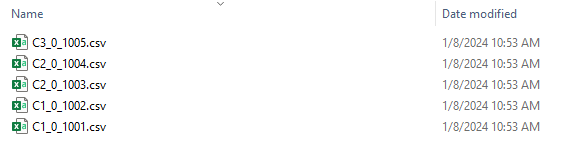 Name Date modified
C3_0_1005.csv 1/8/2024 10:53 AM
C2_0_1004.csv 1/8/2024 10:53 AM
C2_0_1003.csv 1/8/2024 10:53 AM
C1_0_1002.csv 1/8/2024 10:53 AM
C1_0_1001.csv 1/8/2024 10:53 AM